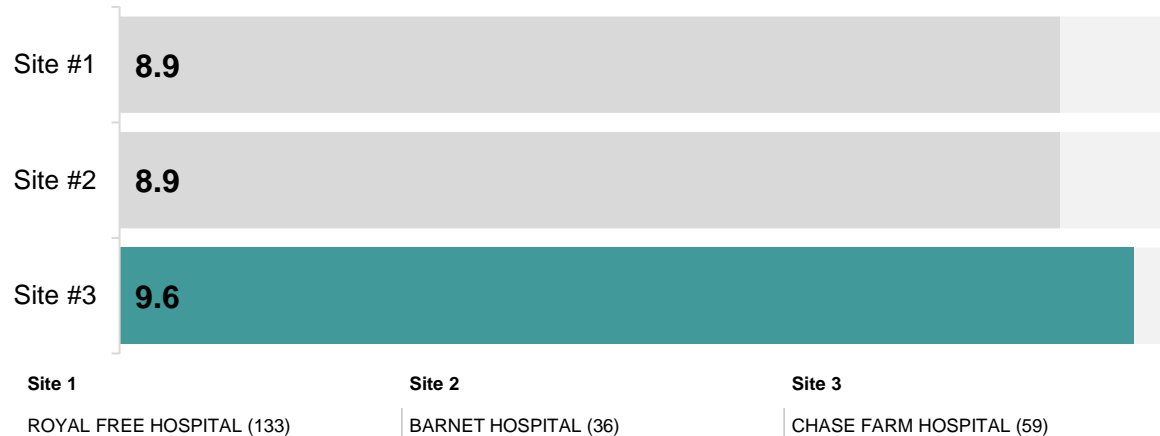 Site #1 8.9
Site #2 8.9
Site #3 9.6
Site 1 Site 2 Site 3
ROYAL FREE HOSPITAL (133) BARNET HOSPITAL (36) CHASE FARM HOSPITAL (59)